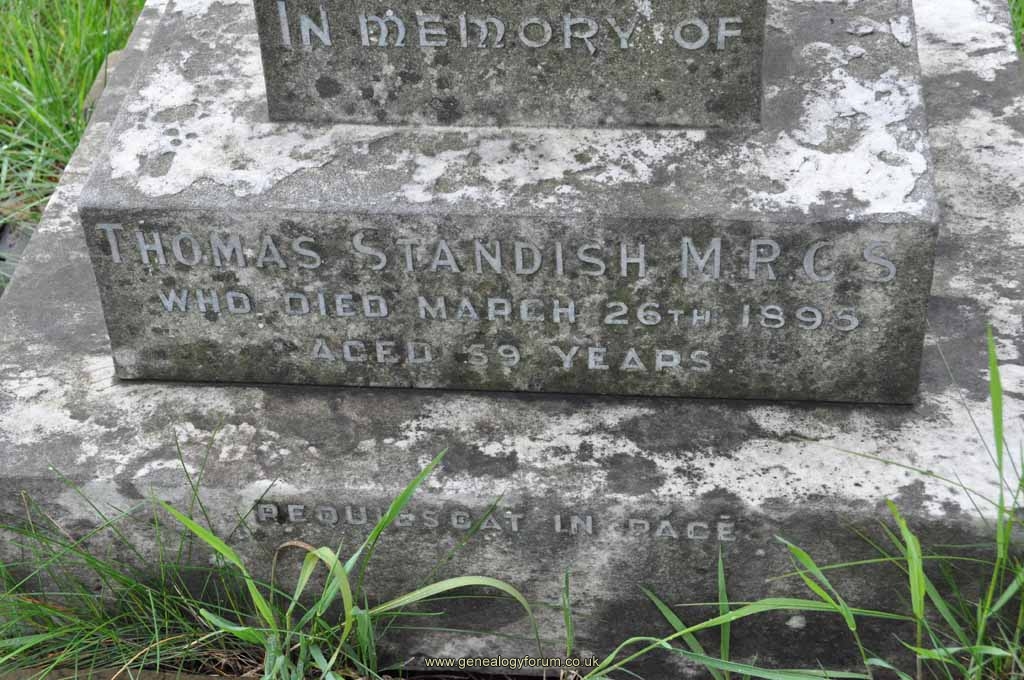 IN MEMORY OF
THOMAS STANDISH M.R.C.S
WHO DIED MARCH 26TH 1895
AGED 59 YEARS
REQUIESCAT IN PACE
www.genealogyforum.co.uk